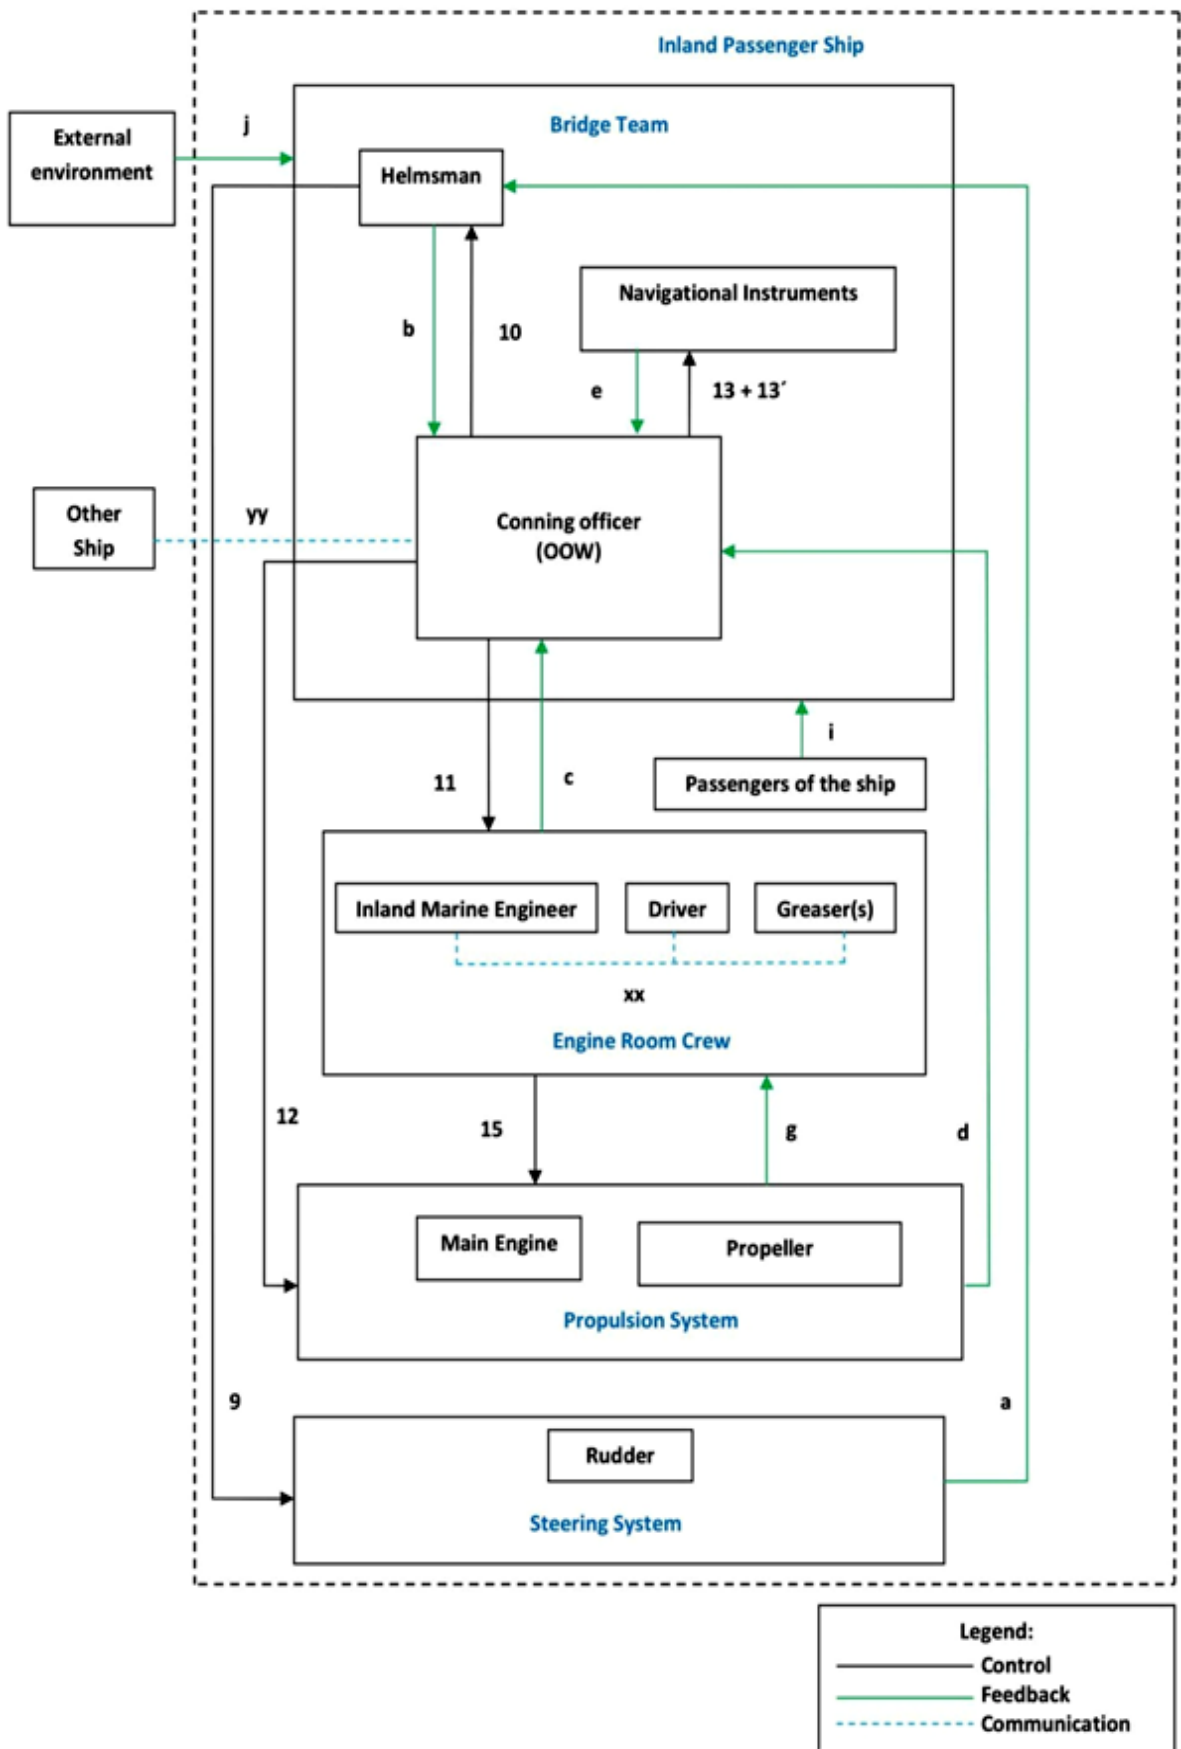 Inland Passenger Ship
Bridge Team
External
environment
j
Helmsman
Navigational Instruments
b
10
e
13 + 13´
Other
Ship
yy
Conning officer
(OOW)
i
Passengers of the ship
11
c
Inland Marine Engineer
Driver
Greaser(s)
xx
Engine Room Crew
12
15
g
d
Main Engine
Propeller
Propulsion System
9
a
Rudder
Steering System
Legend:
Control
Feedback
Communication